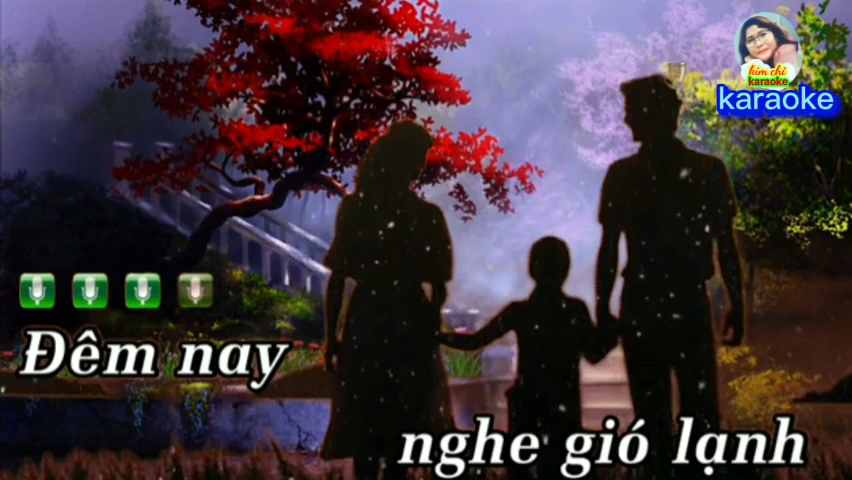 kim chi
karaoke
karaoke
Đêm nay
nghe gió lạnh